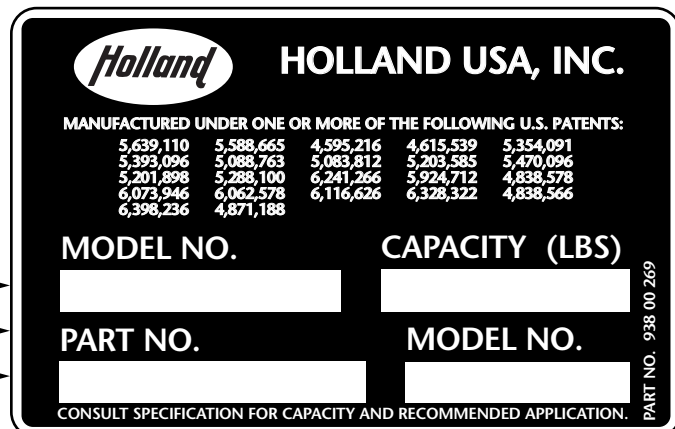 Holland HOLLAND USA, INC.
MANUFACTURED UNDER ONE OR MORE OF THE FOLLOWING U.S. PATENTS:
5,639,110 5,588,665 4,595,216 4,615,539 5,354,091
5,393,096 5,088,763 5,083,812 5,203,585 5,470,096
5,201,898 5,288,100 6,241,266 5,924,712 4,838,578
6,073,946 6,062,578 6,116,626 6,328,322 4,838,566
6,398,236 4,871,188
MODEL NO. CAPACITY (LBS)
PART NO. MODEL NO.
CONSULT SPECIFICATION FOR CAPACITY AND RECOMMENDED APPLICATION.
PART NO. 938 00 269